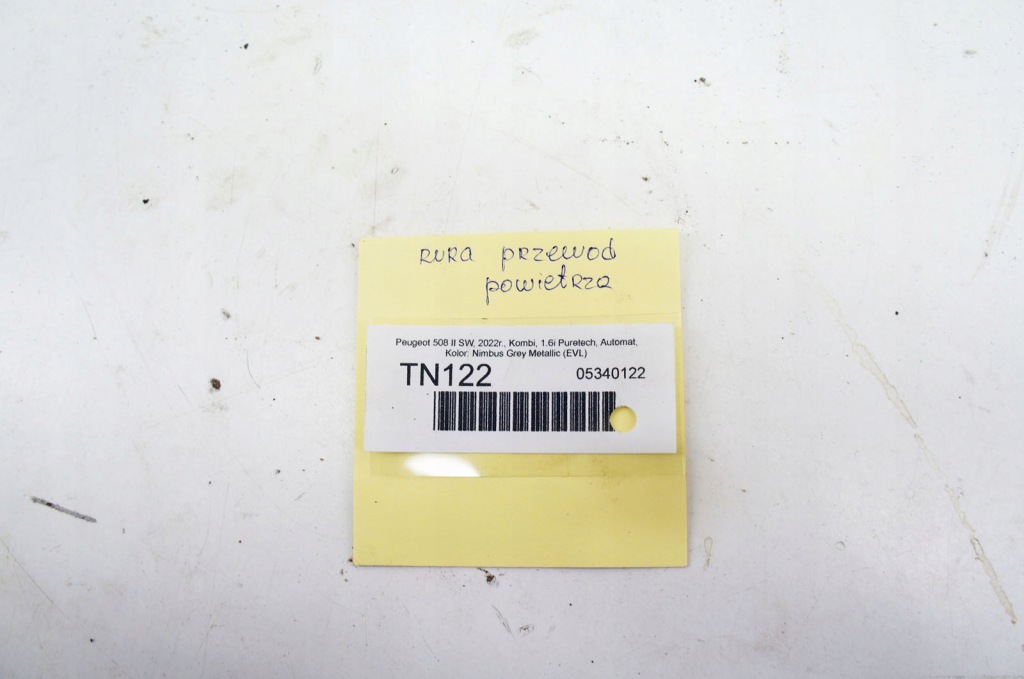 rura przewod
powietrza
Peugeot 508 II SW, 2022r., Kombi, 1.6i Puretech, Automat,
Kolor: Nimbus Grey Metallic (EVL)
TN122 05340122